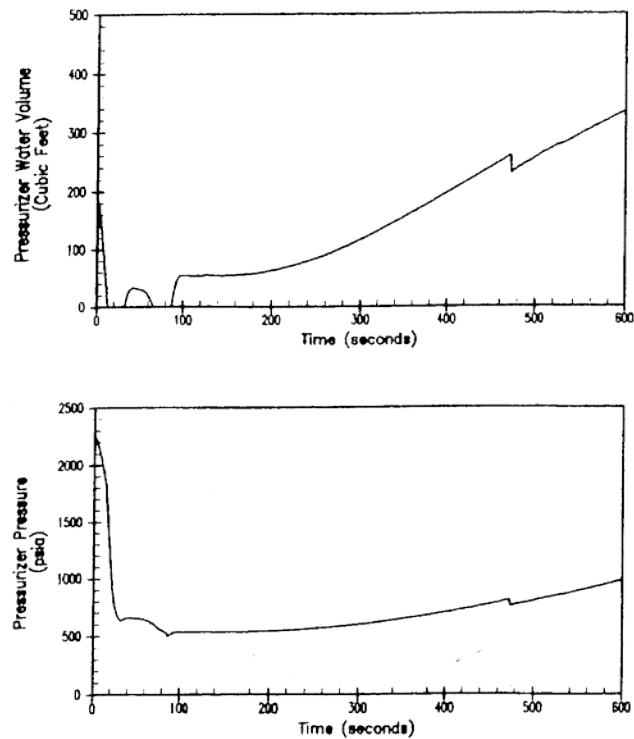 500
400
300
200
100
0
Pressurizer Water Volume
(Cubic Feet)
0 100 200 300 400 500 600
Time (seconds)
2500
2000
1500
1000
500
0
Pressurizer Pressure
(psia)
0 100 200 300 400 500 600
Time (seconds)